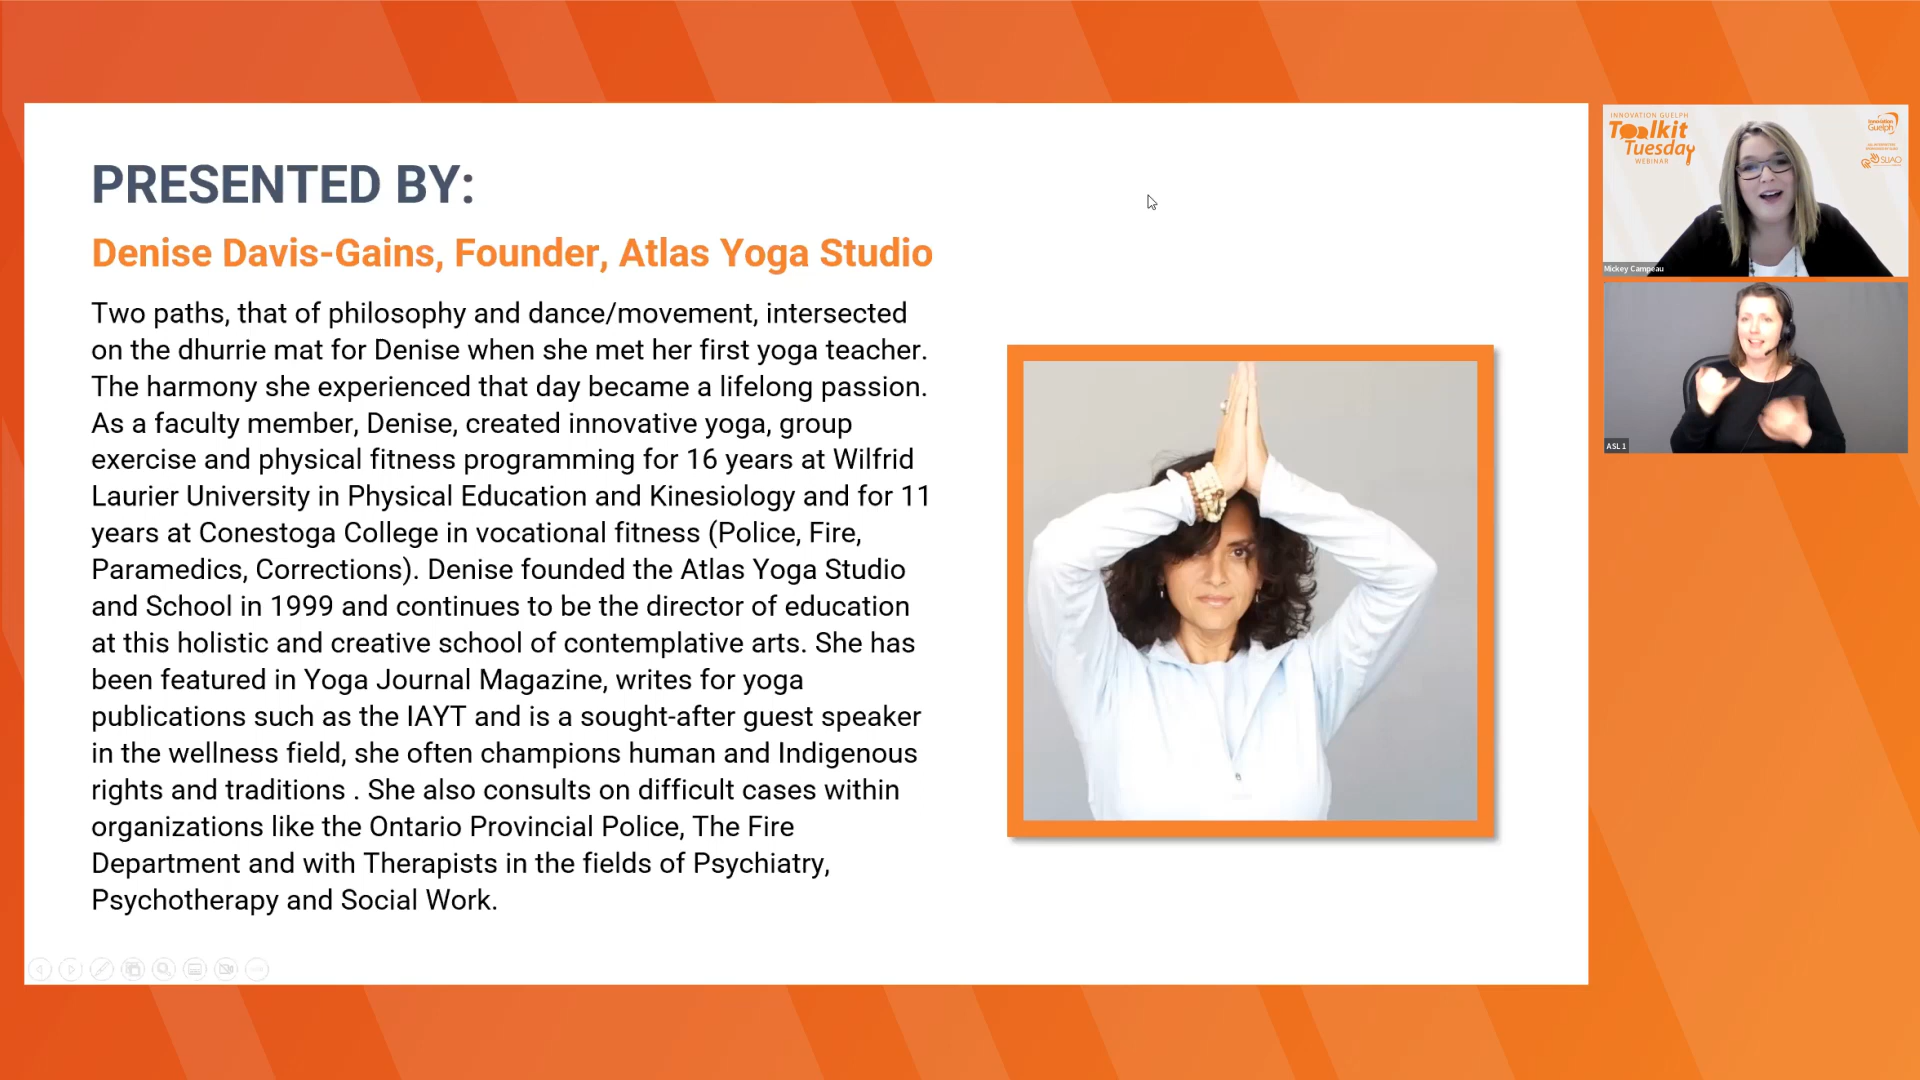 PRESENTED BY:
Denise Davis-Gains, Founder, Atlas Yoga Studio
Two paths, that of philosophy and dance/movement, intersected
on the dhurrie mat for Denise when she met her first yoga teacher.
The harmony she experienced that day became a lifelong passion.
As a faculty member, Denise, created innovative yoga, group
exercise and physical fitness programming for 16 years at Wilfrid
Laurier University in Physical Education and Kinesiology and for 11
years at Conestoga College in vocational fitness (Police, Fire,
Paramedics, Corrections). Denise founded the Atlas Yoga Studio
and School in 1999 and continues to be the director of education
at this holistic and creative school of contemplative arts. She has
been featured in Yoga Journal Magazine, writes for yoga
publications such as the IAYT and is a sought-after guest speaker
in the wellness field, she often champions human and Indigenous
rights and traditions . She also consults on difficult cases within
organizations like the Ontario Provincial Police, The Fire
Department and with Therapists in the fields of Psychiatry,
Psychotherapy and Social Work.
INNOVATION GUELPH
Toolkit
Tuesday
WEBINAR
Innovation
Guelph
SLIAO
Mickey Campeau
ASL 1